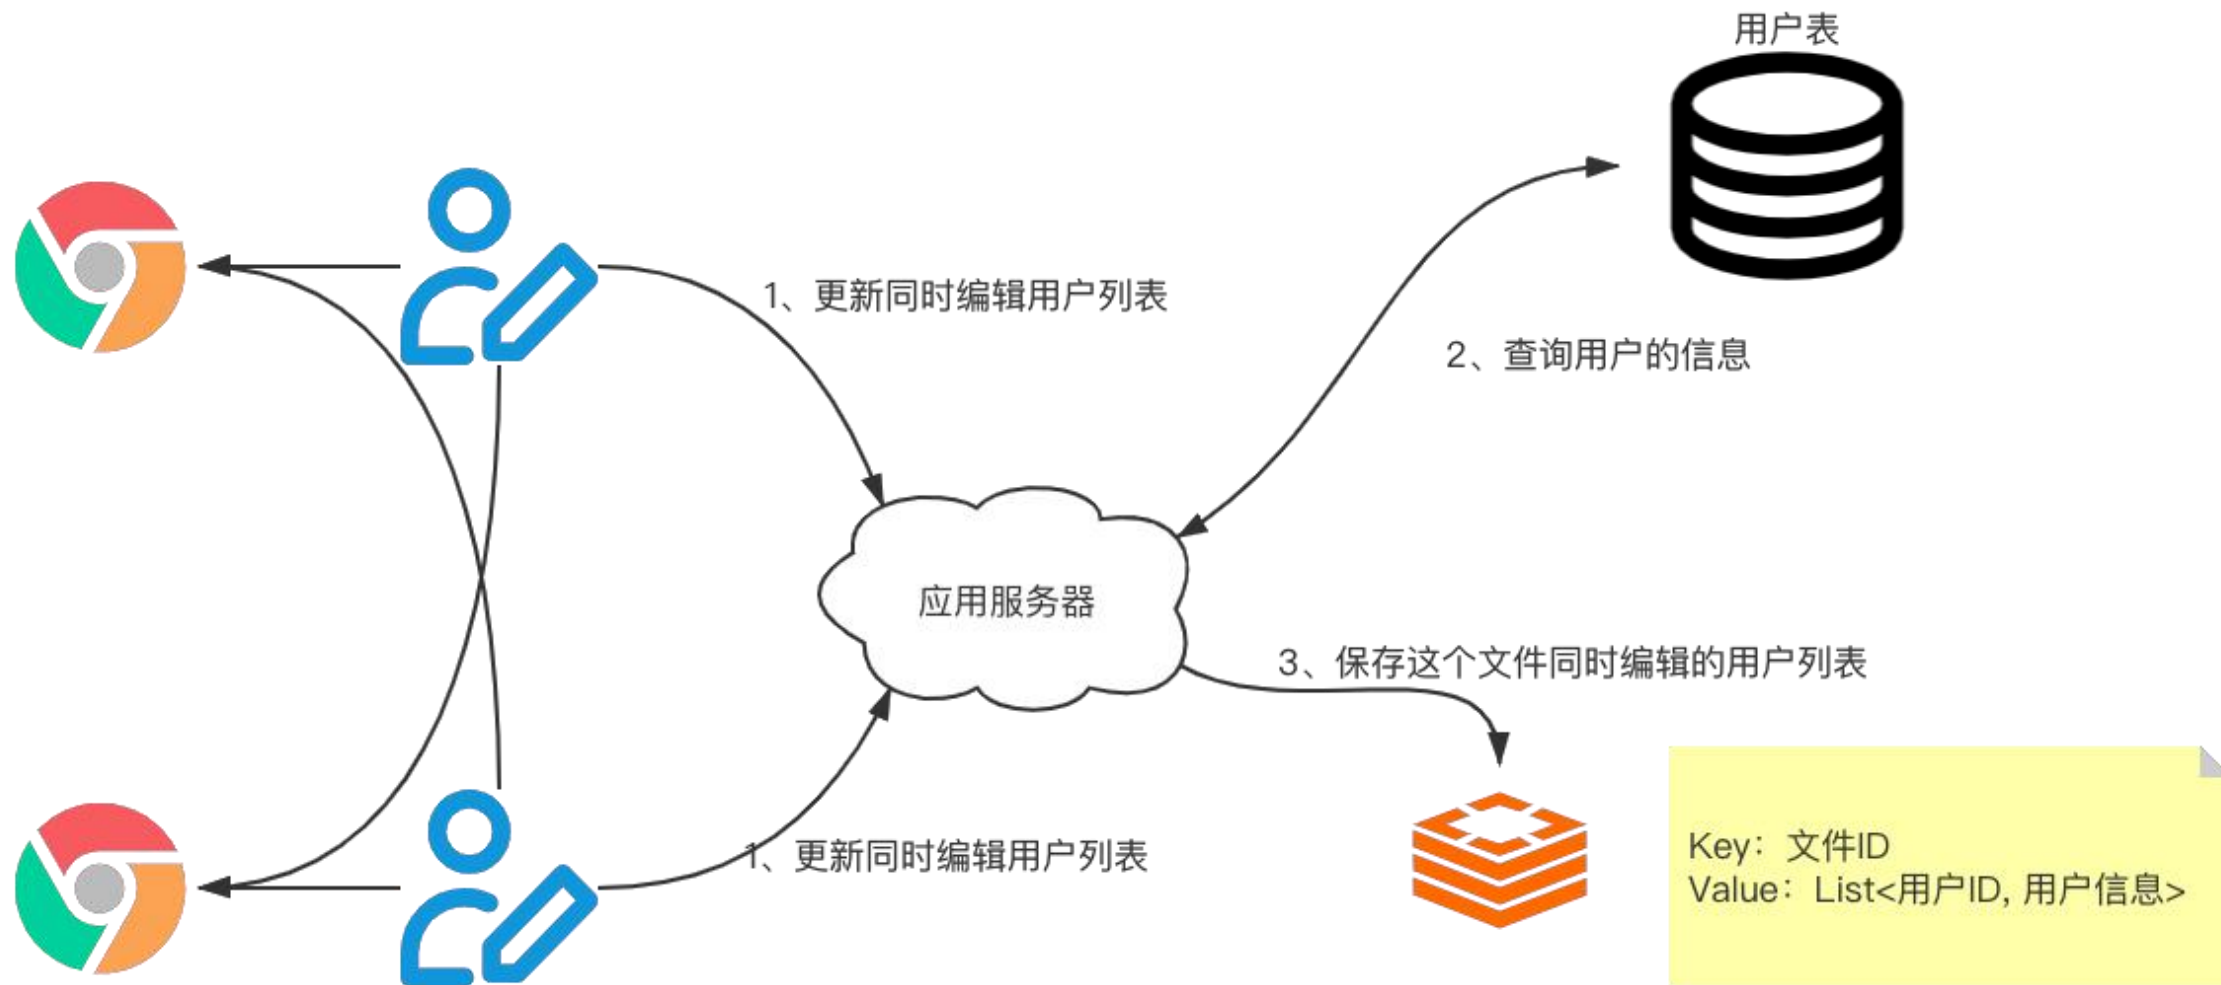 用户表
1、更新同时编辑用户列表
2、查询用户的信息
应用服务器
3、保存这个文件同时编辑的用户列表
1、更新同时编辑用户列表
Key：文件ID
Value：List<用户ID, 用户信息>